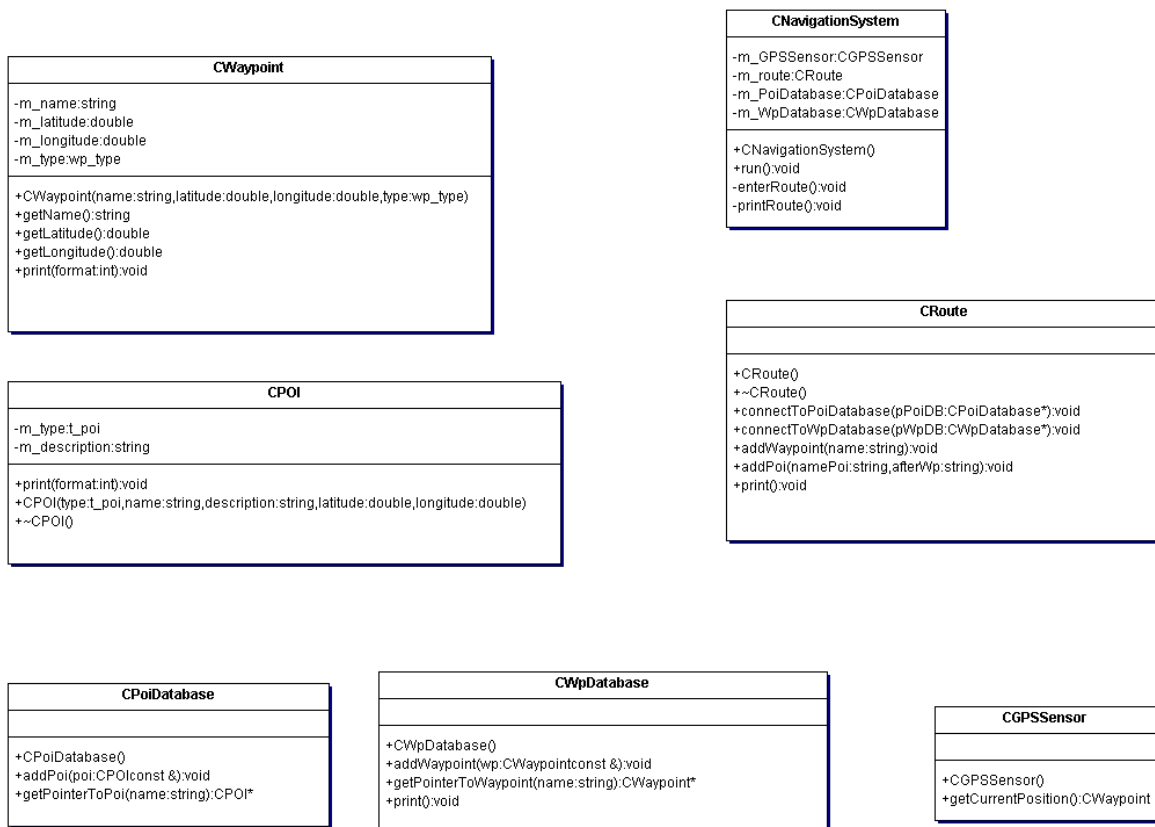 CWaypoint
-m_name:string
-m_latitude:double
-m_longitude:double
-m_type:wp_type
+CWaypoint(name:string,latitude:double,longitude:double,type:wp_type)
+getName():string
+getLatitude():double
+getLongitude():double
+print(format:int):void
CNavigationSystem
-m_GPSSensor:CGPSSensor
-m_route:CRoute
-m_PoiDatabase:CPoiDatabase
-m_WpDatabase:CWpDatabase
+CNavigationSystem()
+run():void
-enterRoute():void
-printRoute():void
CPOI
-m_type:t_poi
-m_description:string
+print(format:int):void
+CPOI(type:t_poi,name:string,description:string,latitude:double,longitude:double)
+~CPOI()
CRoute
+CRoute()
+~CRoute()
+connectToPoiDatabase(pPoiDB:CPoiDatabase*):void
+connectToWpDatabase(pWpDB:CWpDatabase*):void
+addWaypoint(name:string):void
+addPoi(namePoi:string,afterWp:string):void
+print():void
CPoiDatabase
+CPoiDatabase()
+addPoi(poi:CPOIconst &):void
+getPointerToPoi(name:string):CPOI*
CWpDatabase
+CWpDatabase()
+addWaypoint(wp:CWaypointconst &):void
+getPointerToWaypoint(name:string):CWaypoint*
+print():void
CGPSSensor
+CGPSSensor()
+getCurrentPosition():CWaypoint